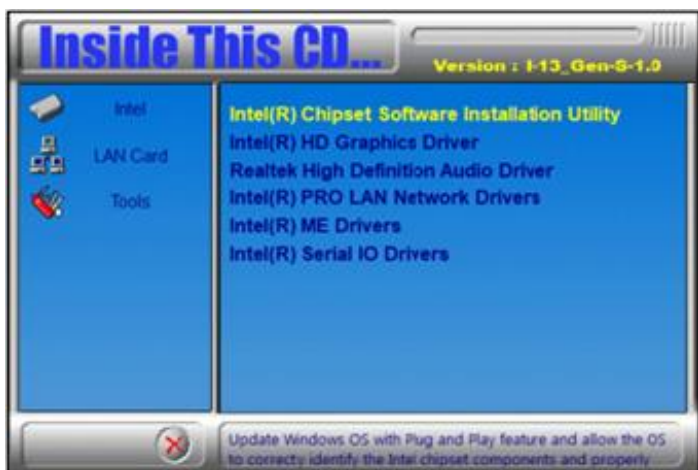 Inside This CD...
Version : I-13_Gen-S-1.0
Intel
LAN Card
Tools
Intel(R) Chipset Software Installation Utility
Intel(R) HD Graphics Driver
Realtek High Definition Audio Driver
Intel(R) PRO LAN Network Drivers
Intel(R) ME Drivers
Intel(R) Serial IO Drivers
Update Windows OS with Plug and Play feature and allow the OS
to correcty identify the Intel chipset components and properly